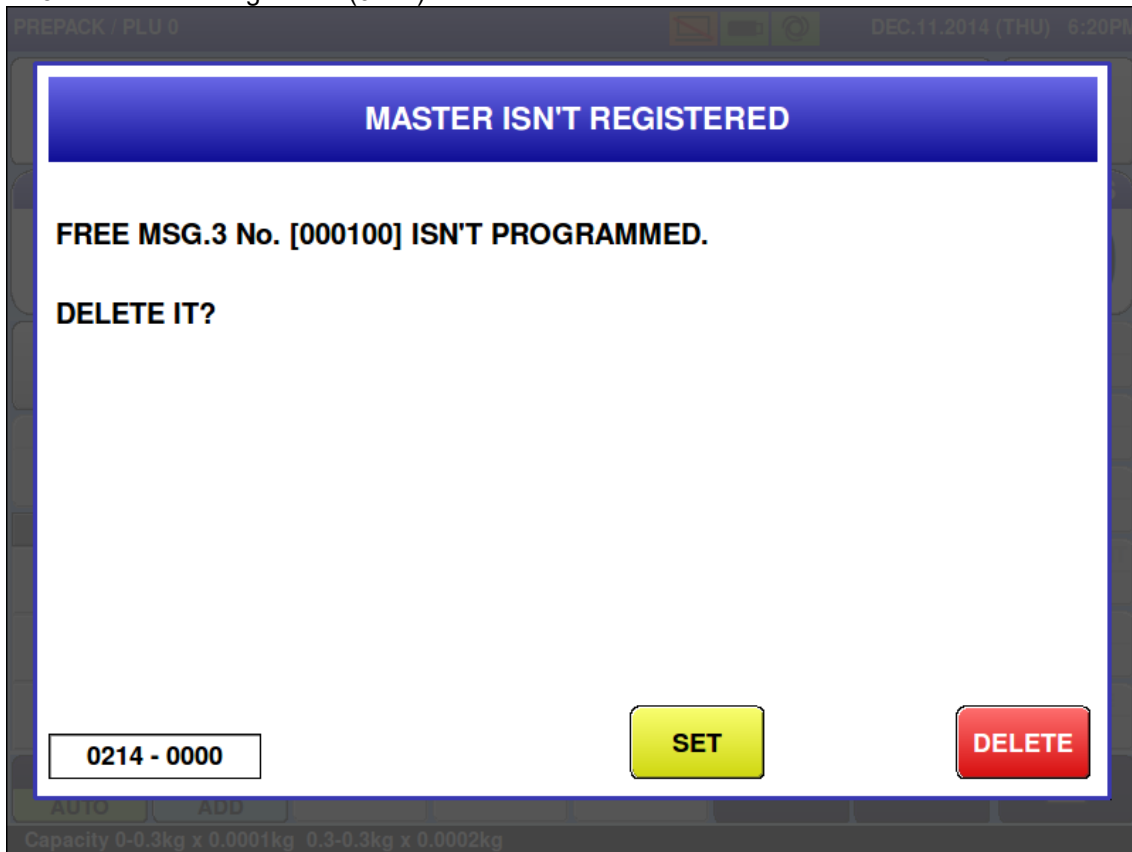 PREPACK / PLU 0 DEC.11.2014 (THU) 6:20PM
MASTER ISN'T REGISTERED
FREE MSG.3 No. [000100] ISN'T PROGRAMMED.
DELETE IT?
0214 - 0000 SET DELETE
AUTO ADD
Capacity 0-0.3kg x 0.0001kg 0.3-0.3kg x 0.0002kg